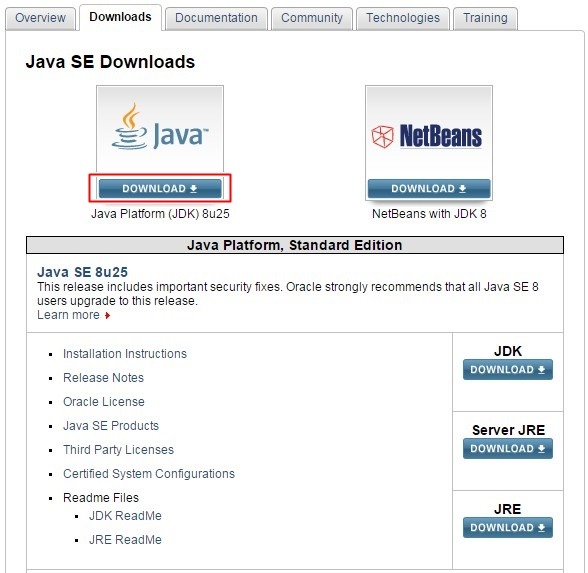 Overview Downloads Documentation Community Technologies Training
Java SE Downloads
Java™ NetBeans
DOWNLOAD DOWNLOAD
Java Platform (JDK) 8u25 NetBeans with JDK 8
Java Platform, Standard Edition
Java SE 8u25
This release includes important security fixes. Oracle strongly recommends that all Java SE 8
users upgrade to this release.
Learn more
Installation Instructions
Release Notes
Oracle License
Java SE Products
Third Party Licenses
Certified System Configurations
Readme Files
JDK ReadMe
JRE ReadMe
JDK
DOWNLOAD
Server JRE
DOWNLOAD
JRE
DOWNLOAD